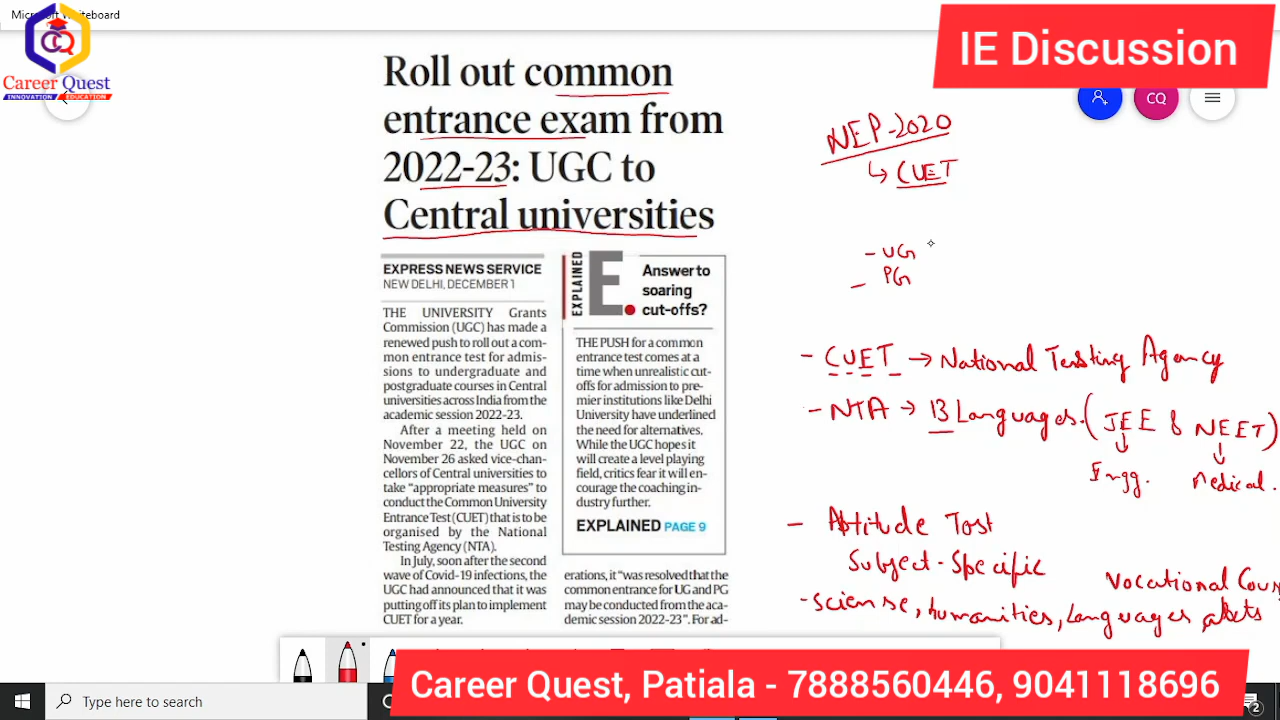 Microsoft Whiteboard
IE Discussion
CQ
Career Quest
INNOVATION EDUCATION
CQ
Roll out common
entrance exam from
2022-23: UGC to
Central universities
EXPRESS NEWS SERVICE
NEW DELHI, DECEMBER 1
THE UNIVERSITY Grants
Commission (UGC) has made a
renewed push to roll out a com-
mon entrance test for admis-
sions to undergraduate and
postgraduate courses in Central
universities across India from the
academic session 2022-23.
After a meeting held on
November 22, the UGC on
November 26 asked vice-chan-
cellors of Central universities to
take "appropriate measures" to
conduct the Common University
Entrance Test (CUET) that is to be
organised by the National
Testing Agency (NTA).
In July, soon after the second
wave of Covid-19 infections, the
UGC had announced that it was
putting off its plan to implement
CUET for a year.
EXPLAINED
E.
Answer to
soaring
cut-offs?
THE PUSH for a common
entrance test comes at a
time when unrealistic cut-
offs for admission to pre-
mier institutions like Delhi
University have underlined
the need for alternatives.
While the UGC hopes it
will create a level playing
field, critics fear it will en-
courage the coaching in-
dustry further.
EXPLAINED PAGE 9
erations, it "was resolved that the
common entrance for UG and PG
may be conducted from the aca-
demic session 2022-23". For ad-
NEP-2020
↳ CUET
- UG
- PG
- CUET → National Testing Agency
- NTA → 13 Languages. (JEE & NEET)
↓ ↓
Engg. Medical.
- Aptitude Test
Subject-Specific
Vocational Cours
- Sciense, humanities, Languages,
Career Quest, Patiala - 7888560446, 9041118696
Type here to search
2